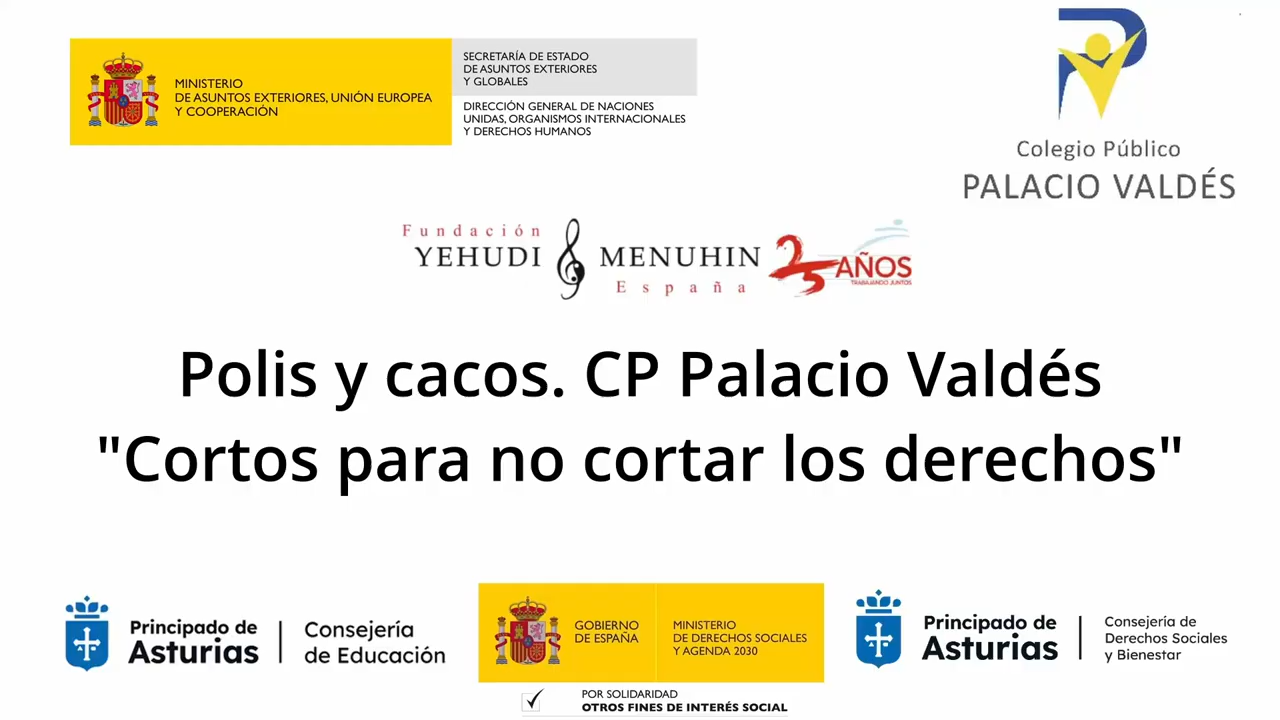 MINISTERIO
DE ASUNTOS EXTERIORES, UNIÓN EUROPEA
Y COOPERACIÓN
SECRETARÍA DE ESTADO
DE ASUNTOS EXTERIORES
Y GLOBALES
DIRECCIÓN GENERAL DE NACIONES
UNIDAS, ORGANISMOS INTERNACIONALES
Y DERECHOS HUMANOS
Colegio Público
PALACIO VALDÉS
Fundación
YEHUDI MENUHIN
España
25 AÑOS
TRABAJANDO JUNTOS
Polis y cacos. CP Palacio Valdés
"Cortos para no cortar los derechos"
Principado de
Asturias
Consejería
de Educación
GOBIERNO
DE ESPAÑA
MINISTERIO
DE DERECHOS SOCIALES
Y AGENDA 2030
POR SOLIDARIDAD
OTROS FINES DE INTERÉS SOCIAL
Principado de
Asturias
Consejería de
Derechos Sociales
y Bienestar